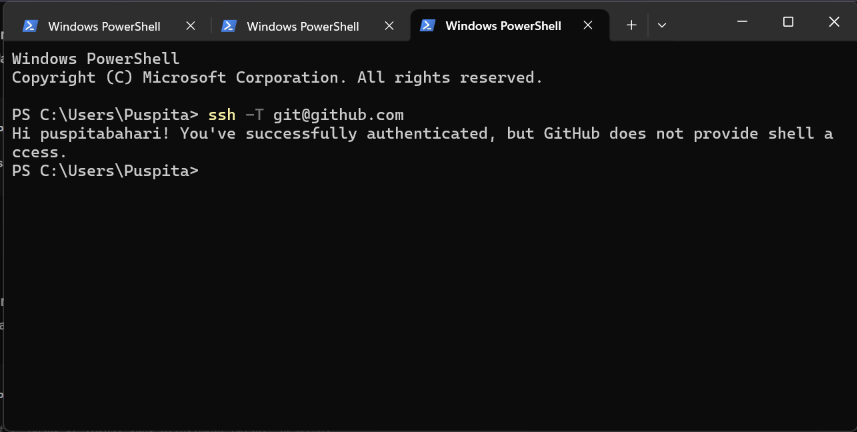 Windows PowerShell
Windows PowerShell
Windows PowerShell
Windows PowerShell
Copyright (C) Microsoft Corporation. All rights reserved.
PS C:\Users\Puspita> ssh -T git@github.com
Hi puspitabahari! You've successfully authenticated, but GitHub does not provide shell a
ccess.
PS C:\Users\Puspita>